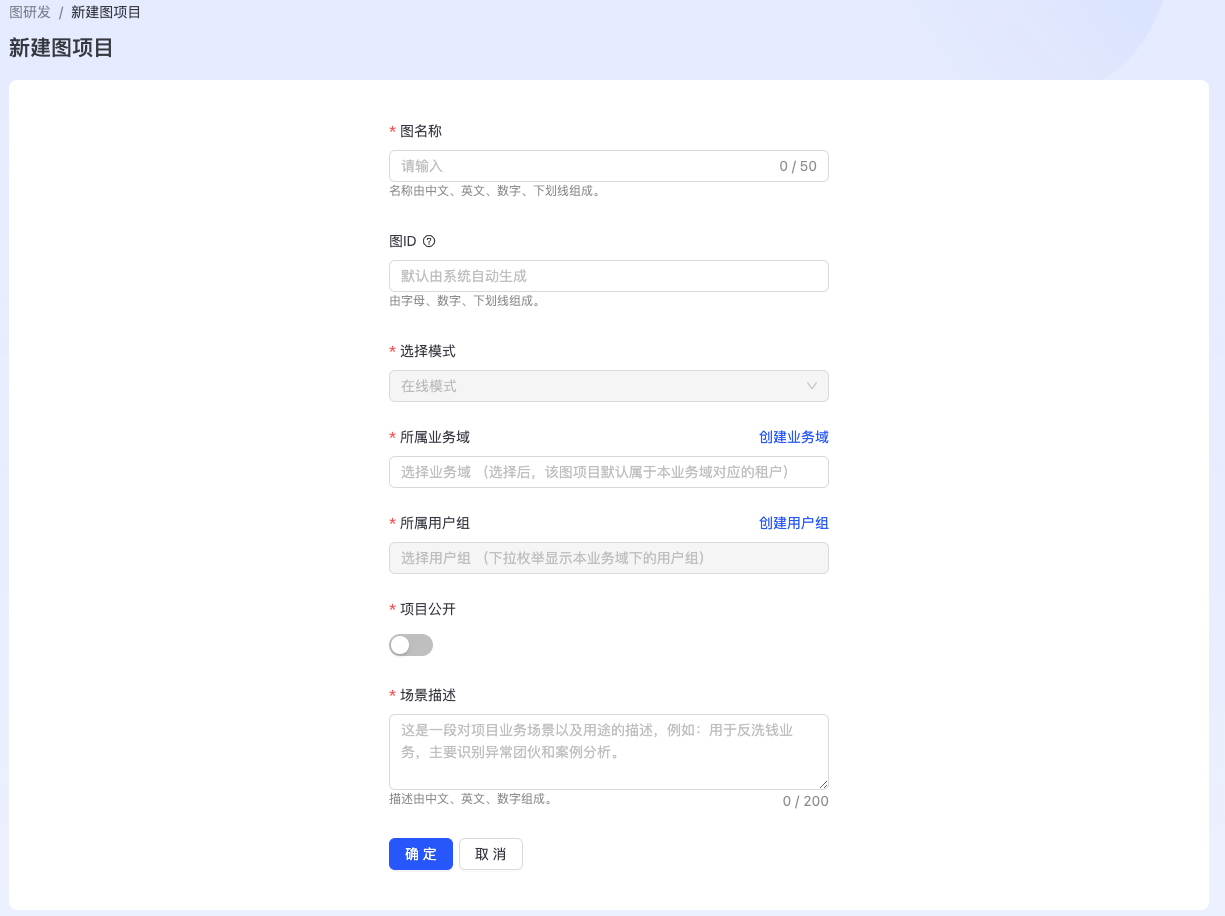 图研发 / 新建图项目
新建图项目
* 图名称
请输入 0 / 50
名称由中文、英文、数字、下划线组成。
图ID
默认由系统自动生成
由字母、数字、下划线组成。
* 选择模式
在线模式
* 所属业务域 创建业务域
选择业务域 （选择后，该图项目默认属于本业务域对应的租户）
* 所属用户组 创建用户组
选择用户组 （下拉枚举显示本业务域下的用户组）
* 项目公开
* 场景描述
这是一段对项目业务场景以及用途的描述，例如：用于反洗钱业
务，主要识别异常团伙和案例分析。
描述由中文、英文、数字组成。 0 / 200
确 定 取 消